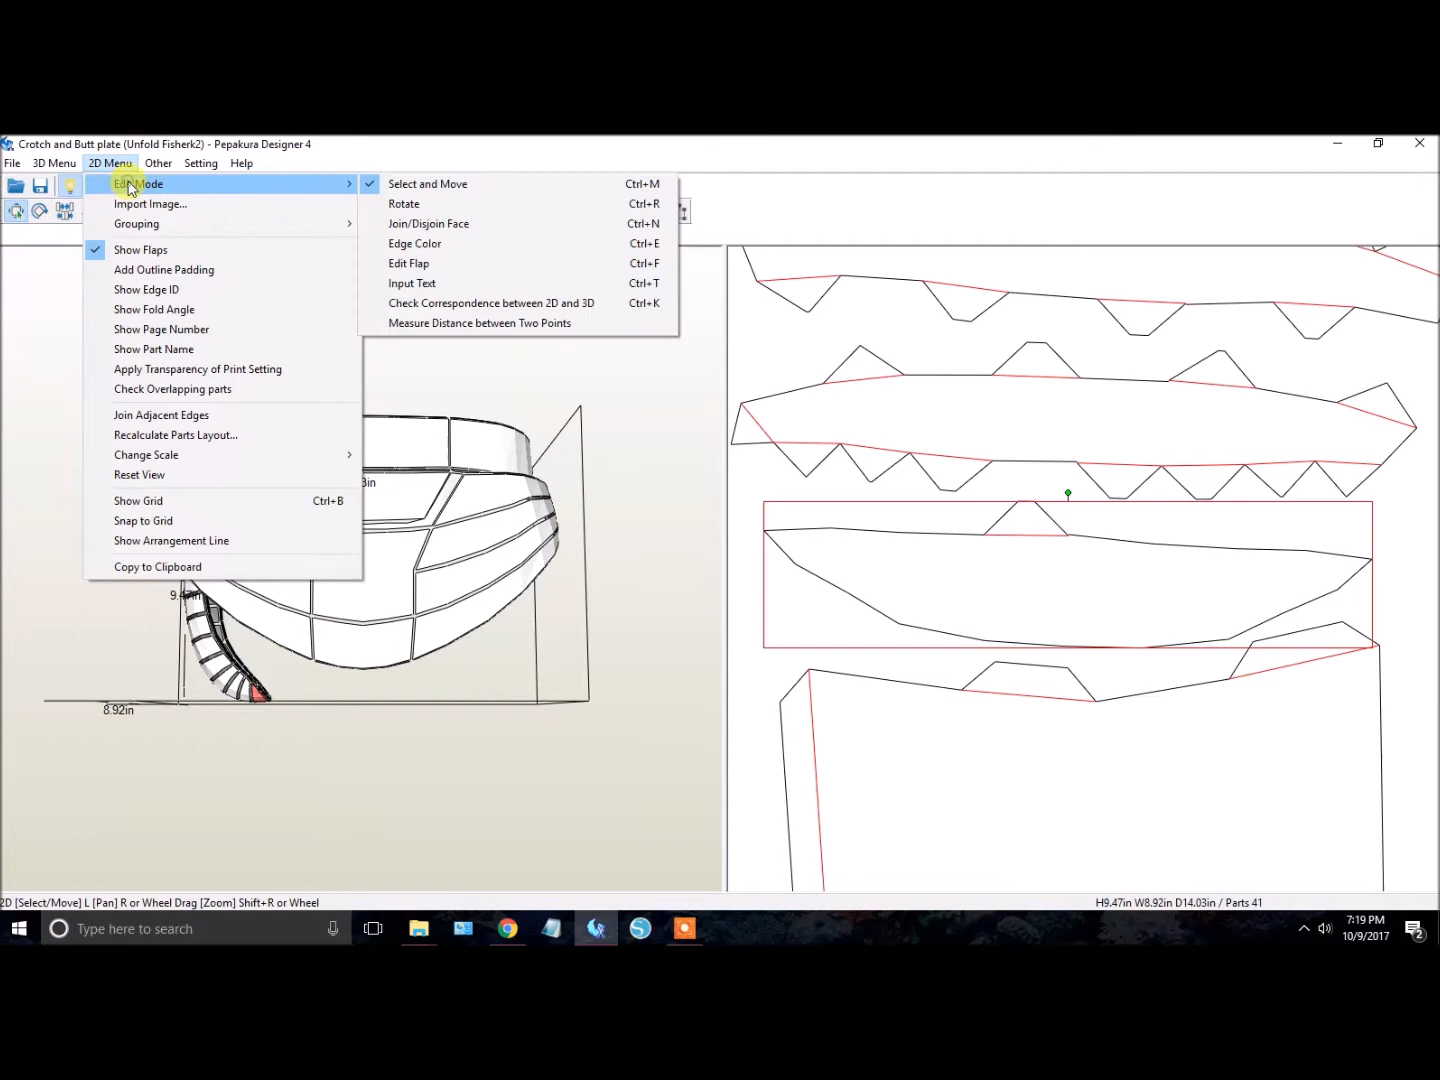 Crotch and Butt plate (Unfold Fisherk2) - Pepakura Designer 4
File 3D Menu 2D Menu Other Setting Help
Edit Mode
Import Image...
Grouping
Show Flaps
Add Outline Padding
Show Edge ID
Show Fold Angle
Show Page Number
Show Part Name
Apply Transparency of Print Setting
Check Overlapping parts
Join Adjacent Edges
Recalculate Parts Layout...
Change Scale
Reset View
Show Grid Ctrl+B
Snap to Grid
Show Arrangement Line
Copy to Clipboard
Select and Move Ctrl+M
Rotate Ctrl+R
Join/Disjoin Face Ctrl+N
Edge Color Ctrl+E
Edit Flap Ctrl+F
Input Text Ctrl+T
Check Correspondence between 2D and 3D Ctrl+K
Measure Distance between Two Points
3in
9.47in
8.92in
2D [Select/Move] L [Pan] R or Wheel Drag [Zoom] Shift+R or Wheel
H9.47in W8.92in D14.03in / Parts 41
Type here to search
7:19 PM
10/9/2017
2